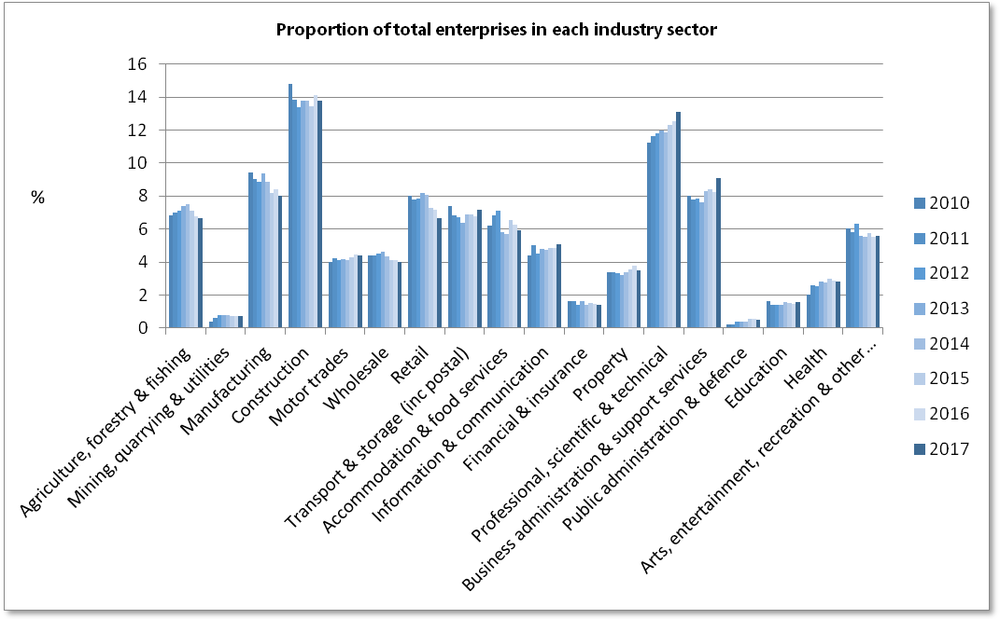 Proportion of total enterprises in each industry sector
16
14
12
10
8
6
4
2
0
%
Agriculture, forestry & fishing
Mining, quarrying & utilities
Manufacturing
Construction
Motor trades
Wholesale
Retail
Transport & storage (inc postal)
Accommodation & food services
Information & communication
Financial & insurance
Property
Professional, scientific & technical
Business administration & support services
Public administration & defence
Education
Health
Arts, entertainment, recreation & other...
2010
2011
2012
2013
2014
2015
2016
2017